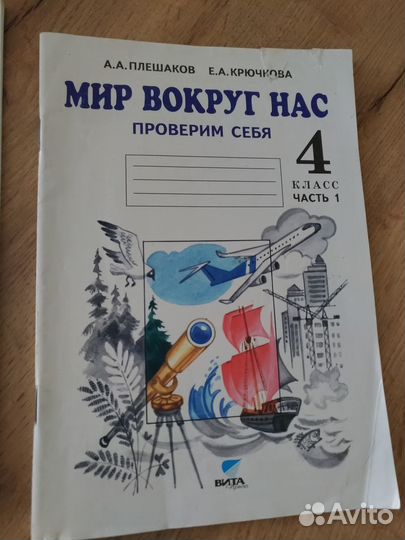 А.А.ПЛЕШАКОВ Е.А.КРЮЧКОВА
МИР ВОКРУГ НАС
ПРОВЕРИМ СЕБЯ
4
КЛАСС
ЧАСТЬ 1
ВИТА
Avito